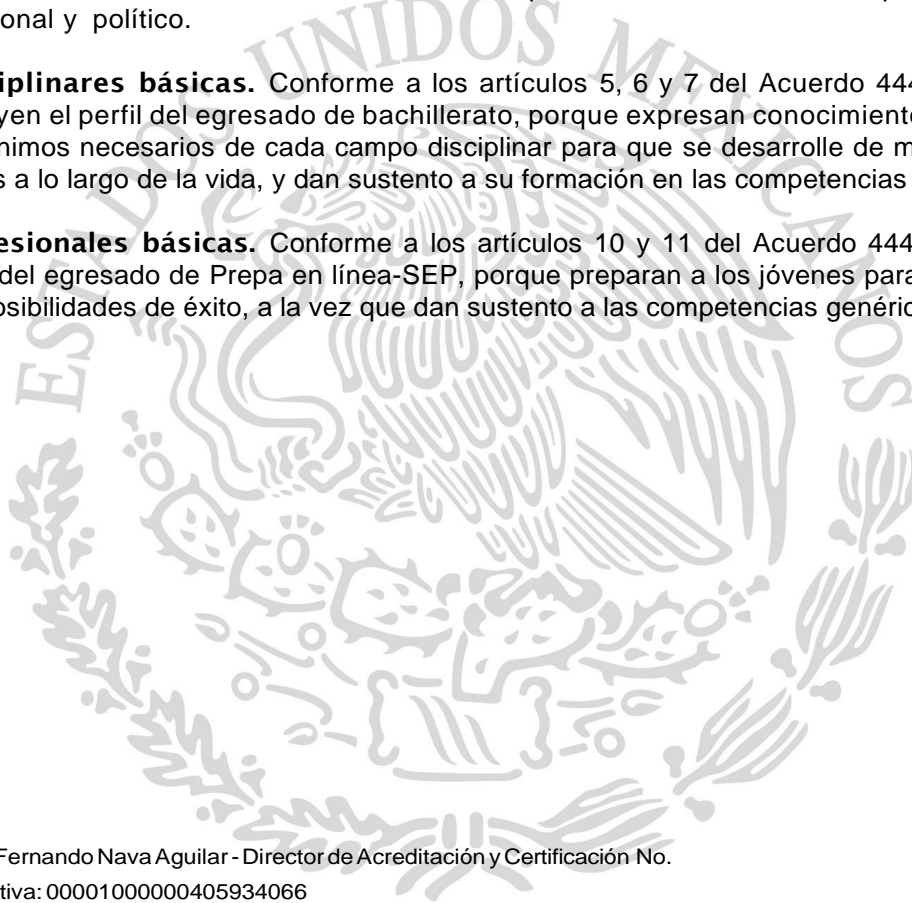 onal y político.
iplinares básicas. Conforme a los artículos 5, 6 y 7 del Acuerdo 444
yen el perfil del egresado de bachillerato, porque expresan conocimiento
nimos necesarios de cada campo disciplinar para que se desarrolle de m
s a lo largo de la vida, y dan sustento a su formación en las competencias
esionales básicas. Conforme a los artículos 10 y 11 del Acuerdo 444
del egresado de Prepa en línea-SEP, porque preparan a los jóvenes para
osibilidades de éxito, a la vez que dan sustento a las competencias genéric
ESTADOS UNIDOS MEXICANOS
Fernando Nava Aguilar - Director de Acreditación y Certificación No.
tiva: 00001000000405934066